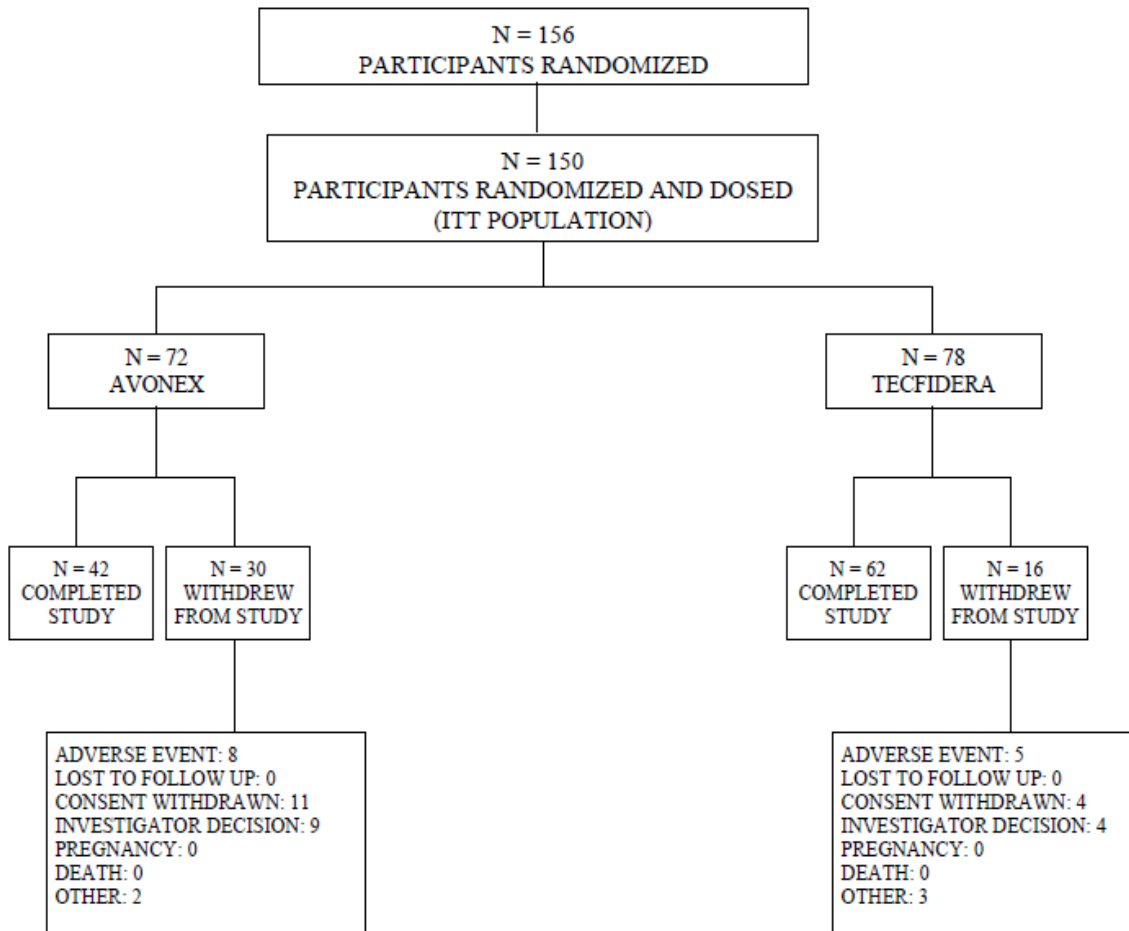 N = 156
PARTICIPANTS RANDOMIZED
N = 150
PARTICIPANTS RANDOMIZED AND DOSED
(ITT POPULATION)
N = 72
AVONEX
N = 78
TECFIDERA
N = 42
COMPLETED
STUDY
N = 30
WITHDREW
FROM STUDY
N = 62
COMPLETED
STUDY
N = 16
WITHDREW
FROM STUDY
ADVERSE EVENT: 8
LOST TO FOLLOW UP: 0
CONSENT WITHDRAWN: 11
INVESTIGATOR DECISION: 9
PREGNANCY: 0
DEATH: 0
OTHER: 2
ADVERSE EVENT: 5
LOST TO FOLLOW UP: 0
CONSENT WITHDRAWN: 4
INVESTIGATOR DECISION: 4
PREGNANCY: 0
DEATH: 0
OTHER: 3